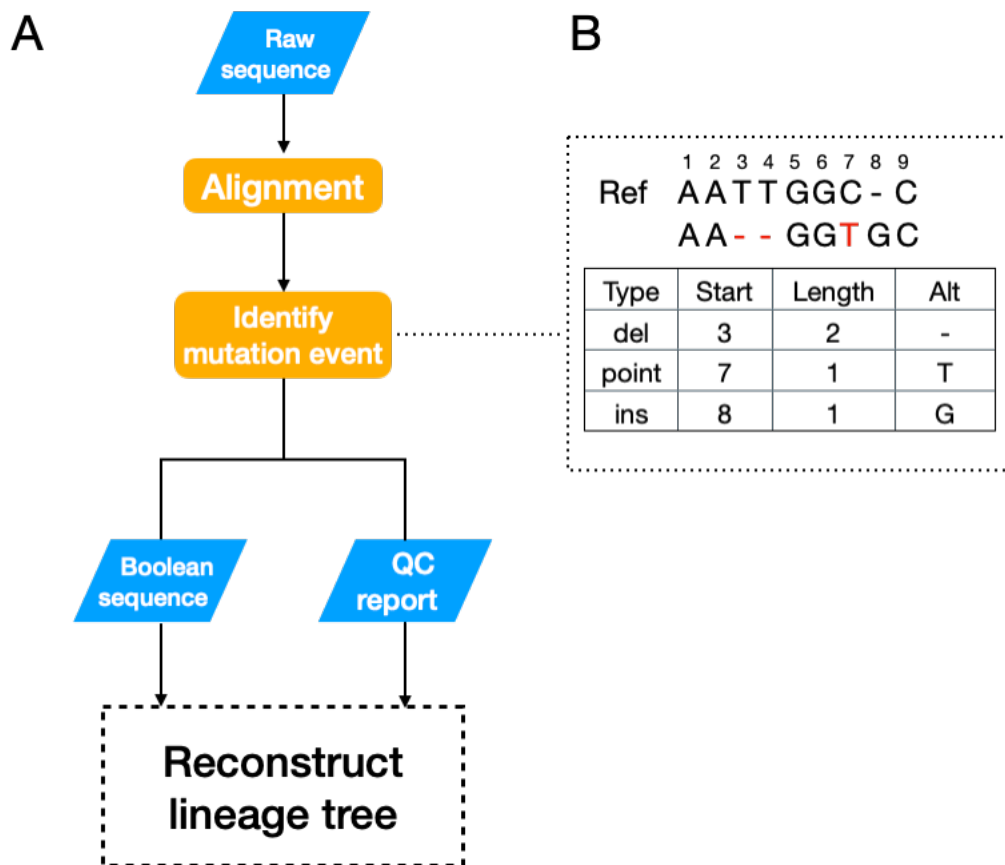 A
Raw
sequence
Alignment
Identify
mutation event
Boolean
sequence
QC
report
Reconstruct
lineage tree
B
1 2 3 4 5 6 7 8 9
Ref A A T T G G C - C
A A - - G G T G C
Type Start Length Alt
del 3 2 -
point 7 1 T
ins 8 1 G